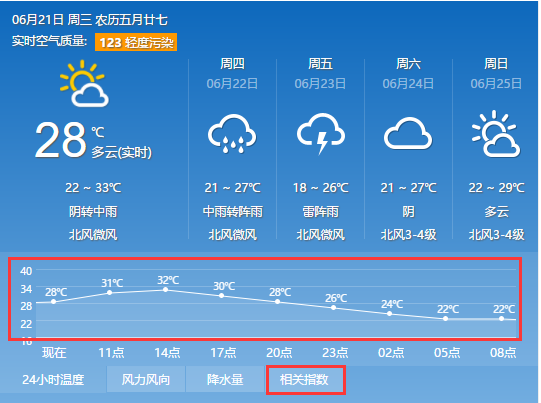 06月21日 周三 农历五月廿七
实时空气质量: 123 轻度污染
28 ℃
多云(实时)
22 ~ 33℃
阴转中雨
北风微风
周四
06月22日
21 ~ 27℃
中雨转阵雨
北风微风
周五
06月23日
18 ~ 26℃
雷阵雨
北风微风
周六
06月24日
21 ~ 27℃
阴
北风3-4级
周日
06月25日
22 ~ 29℃
多云
北风3-4级
40
34
28
22
16
28℃ 31℃ 32℃ 30℃ 28℃ 26℃ 24℃ 22℃ 22℃
现在 11点 14点 17点 20点 23点 02点 05点 08点
24小时温度 风力风向 降水量 相关指数